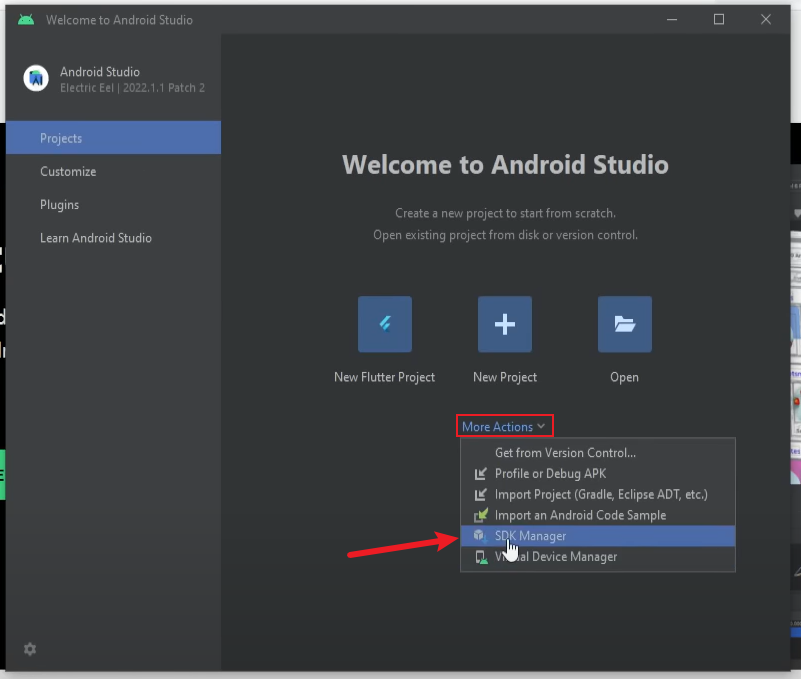 Welcome to Android Studio
Android Studio
Electric Eel | 2022.1.1 Patch 2
Projects
Customize
Plugins
Learn Android Studio
Welcome to Android Studio
Create a new project to start from scratch.
Open existing project from disk or version control.
New Flutter Project
New Project
Open
More Actions
Get from Version Control...
Profile or Debug APK
Import Project (Gradle, Eclipse ADT, etc.)
Import an Android Code Sample
SDK Manager
Virtual Device Manager